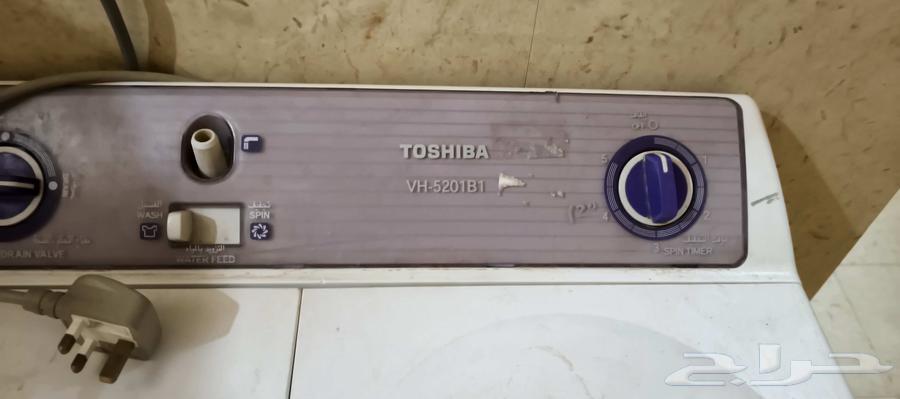 TOSHIBA
VH-5201B1
الغسيل
WASH
تجفيف
SPIN
التزويد بالماء
WATER FEED
DRAIN VALVE
5
1
4
2
3
SPIN TIMER
حراج